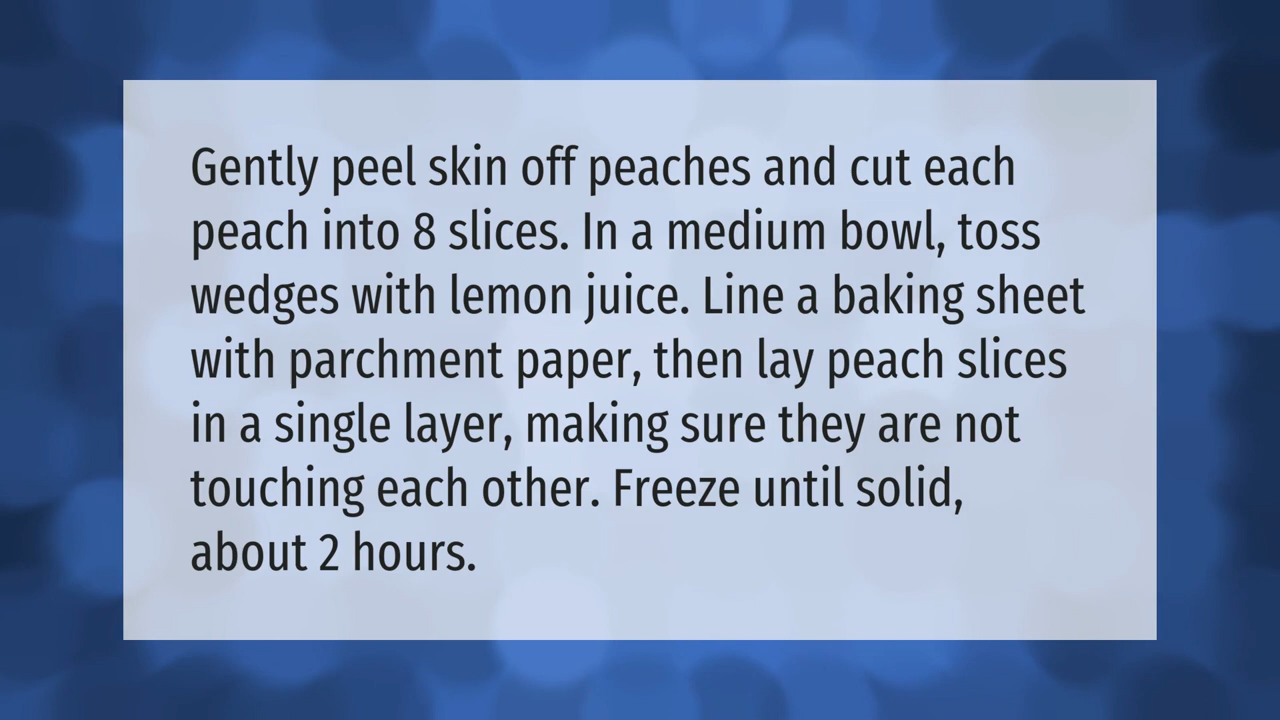 Gently peel skin off peaches and cut each
peach into 8 slices. In a medium bowl, toss
wedges with lemon juice. Line a baking sheet
with parchment paper, then lay peach slices
in a single layer, making sure they are not
touching each other. Freeze until solid,
about 2 hours.